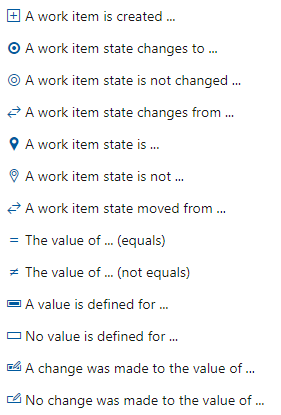 A work item is created ...
A work item state changes to ...
A work item state is not changed ...
A work item state changes from ...
A work item state is ...
A work item state is not ...
A work item state moved from ...
= The value of ... (equals)
≠ The value of ... (not equals)
A value is defined for ...
No value is defined for ...
A change was made to the value of ...
No change was made to the value of ...